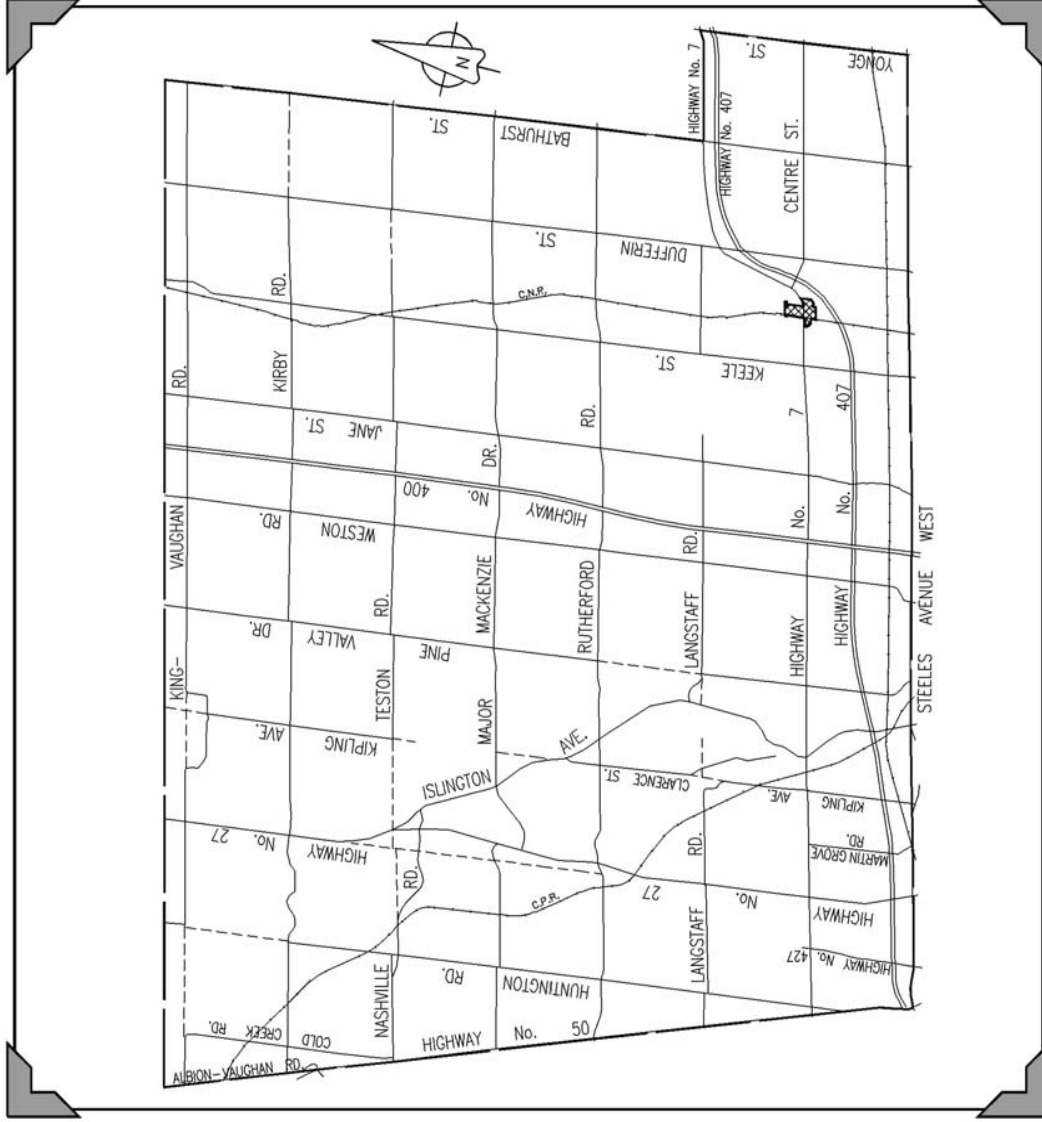 N
HIGHWAY No. 7
HIGHWAY No. 407
YONGE
ST.
CENTRE ST.
BATHURST
ST.
DUFFERIN
ST.
C.N.R.
KEELE
ST.
KIRBY RD.
KING-VAUGHAN RD.
JANE ST.
HIGHWAY No. 400
WESTON RD.
PINE VALLEY DR.
TESTON RD.
MAJOR MACKENZIE DR.
RUTHERFORD RD.
LANGSTAFF RD.
HIGHWAY No. 7
HIGHWAY No. 407
STEELES AVENUE WEST
KIPLING AVE.
ISLINGTON AVE.
CLARENCE ST.
KIPLING AVE.
MARTIN GROVE
RD.
HIGHWAY No. 27
HIGHWAY No. 27
HIGHWAY No. 427
LANGSTAFF RD.
C.P.R.
NASHVILLE RD.
HUNTINGTON RD.
HIGHWAY No. 50
COLD CREEK RD.
ALBION-VAUGHAN RD.